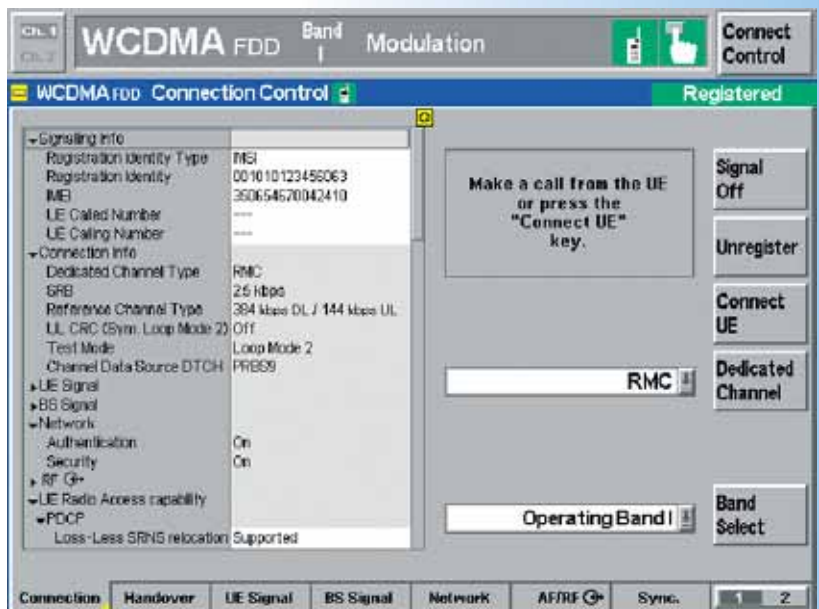 Ch. 1
Ch. 2
WCDMA FDD Band I Modulation
Connect Control
WCDMA FDD Connection Control
Registered
Signaling Info
Registration Identity Type IMSI
Registration Identity 001010123456063
IMEI 350654670042410
UE Called Number ---
UE Calling Number ---
Connection Info
Dedicated Channel Type RMC
SRB 2.5 kbps
Reference Channel Type 384 kbps DL / 144 kbps UL
UL CRC (Sym. Loop Mode 2) Off
Test Mode Loop Mode 2
Channel Data Source DTCH PRBS9
UE Signal
BS Signal
Network
Authentication On
Security On
RF
UE Radio Access capability
PDCP
Loss-Less SRNS relocation Supported
Make a call from the UE
or press the
"Connect UE"
key.
RMC
Operating Band I
Signal Off
Unregister
Connect UE
Dedicated Channel
Band Select
Connection Handover UE Signal BS Signal Network AF/RF Sync. 1 2